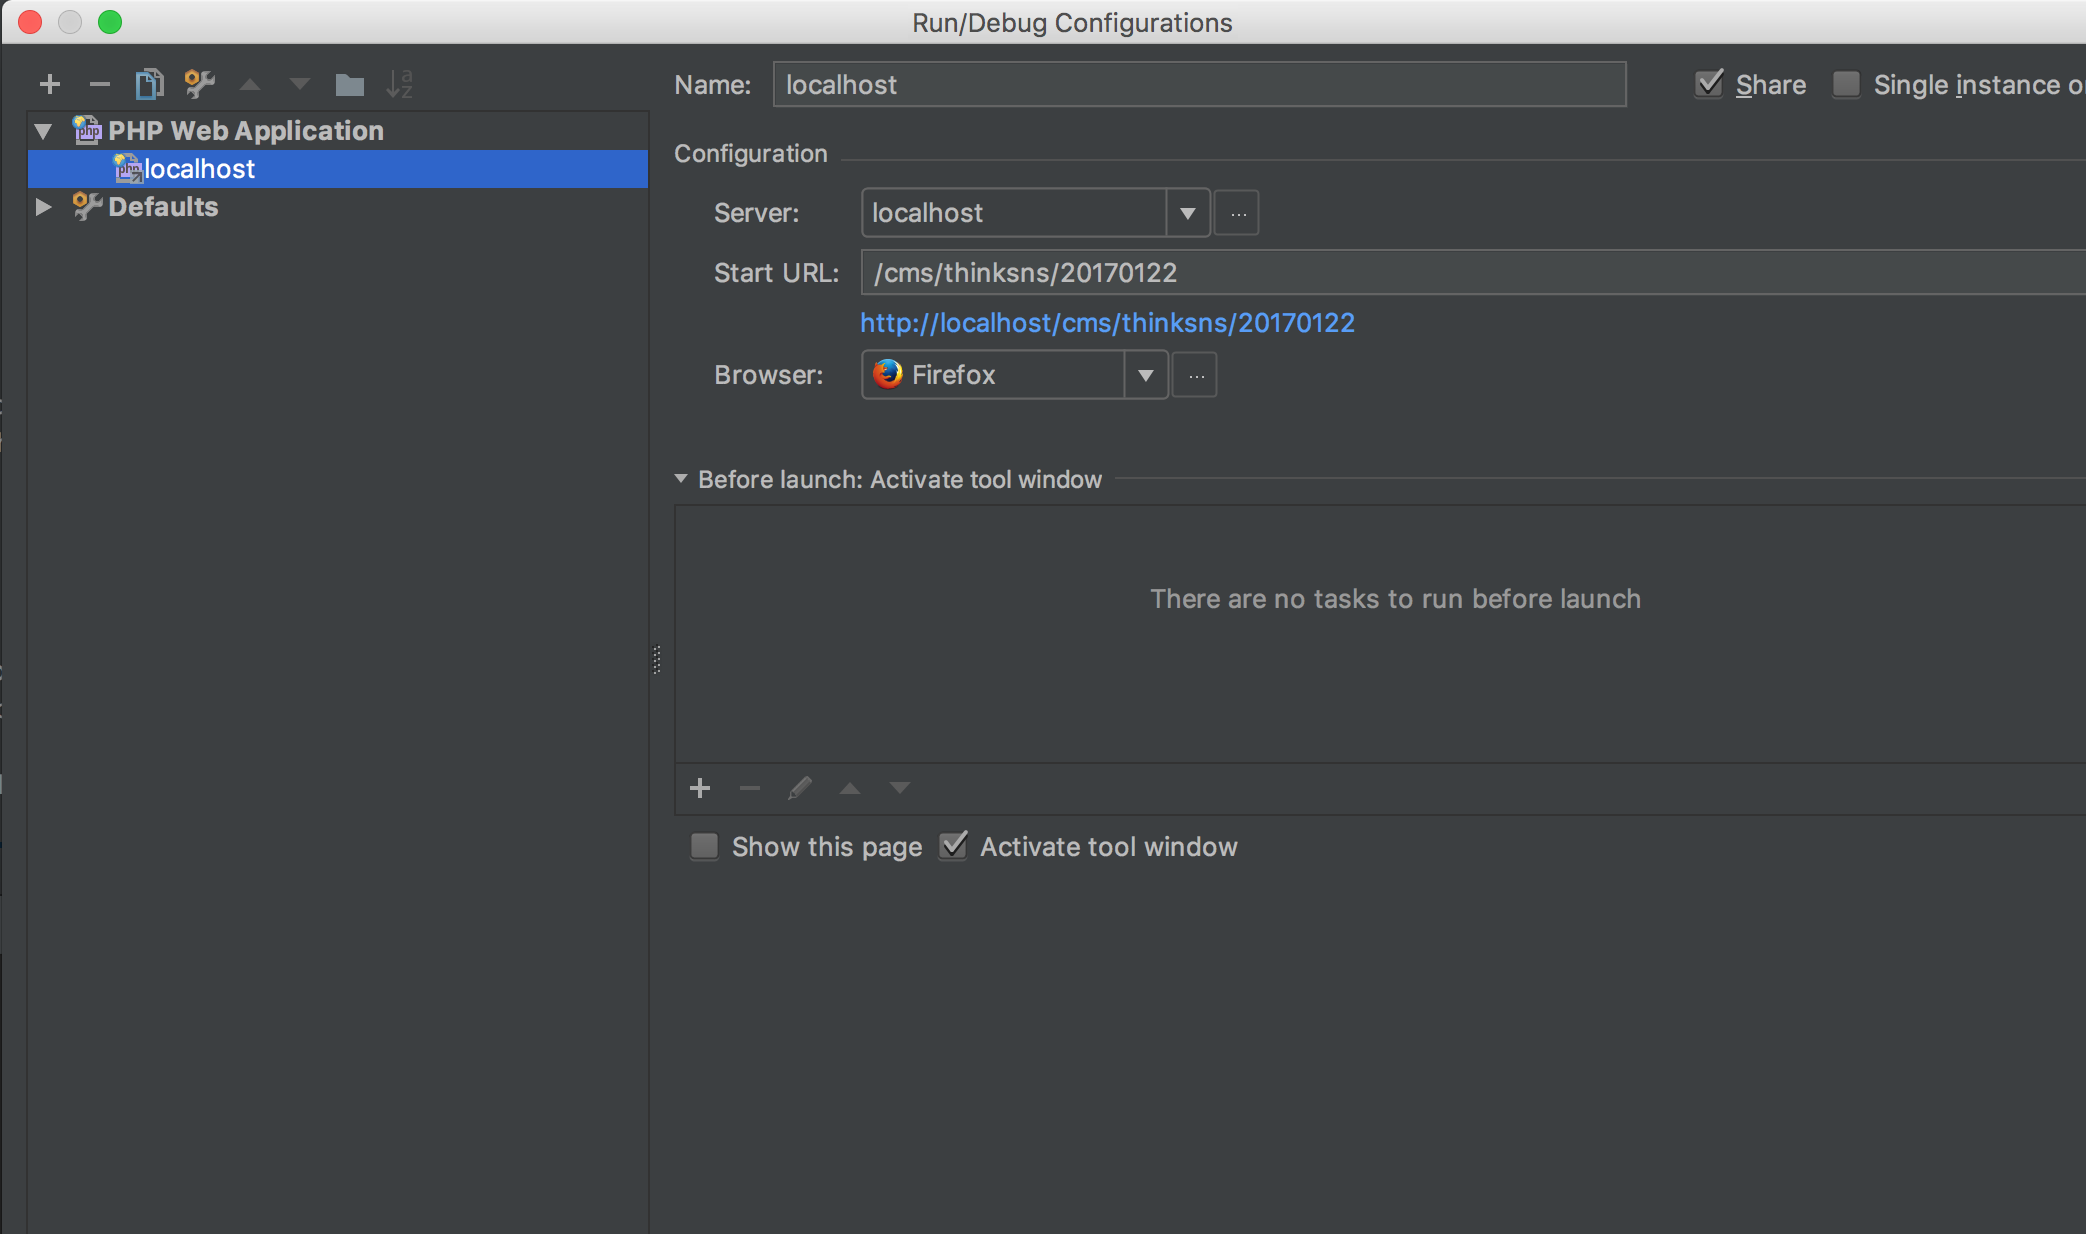 Run/Debug Configurations
Name: localhost Share Single instance o
PHP Web Application
localhost
Defaults
Configuration
Server: localhost ...
Start URL: /cms/thinksns/20170122
http://localhost/cms/thinksns/20170122
Browser: Firefox ...
Before launch: Activate tool window
There are no tasks to run before launch
Show this page Activate tool window